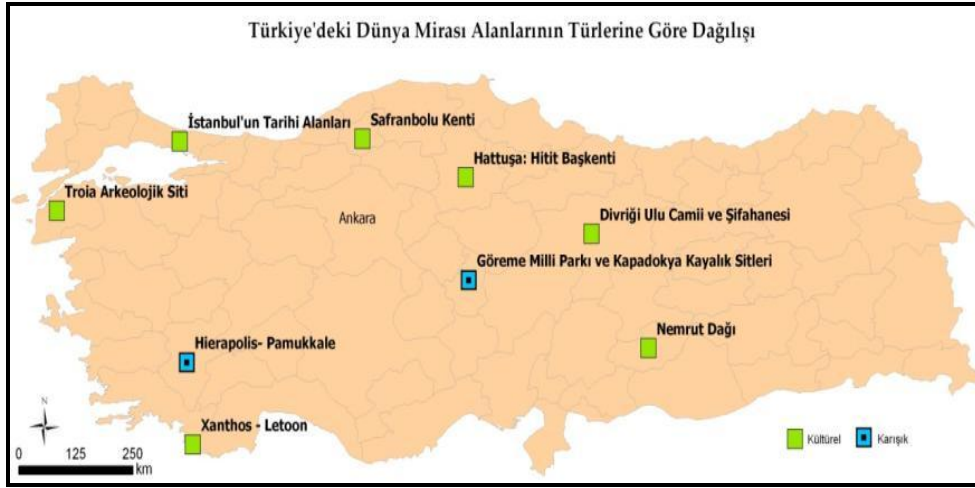 Türkiye'deki Dünya Mirası Alanlarının Türlerine Göre Dağılışı
İstanbul'un Tarihi Alanları
Safranbolu Kenti
Hattuşa: Hitit Başkenti
Troia Arkeolojik Siti
Ankara
Divriği Ulu Camii ve Şifahanesi
Göreme Milli Parkı ve Kapadokya Kayalık Sitleri
Nemrut Dağı
Hierapolis- Pamukkale
Xanthos - Letoon
N
0 125 250
km
Kültürel
Karışık